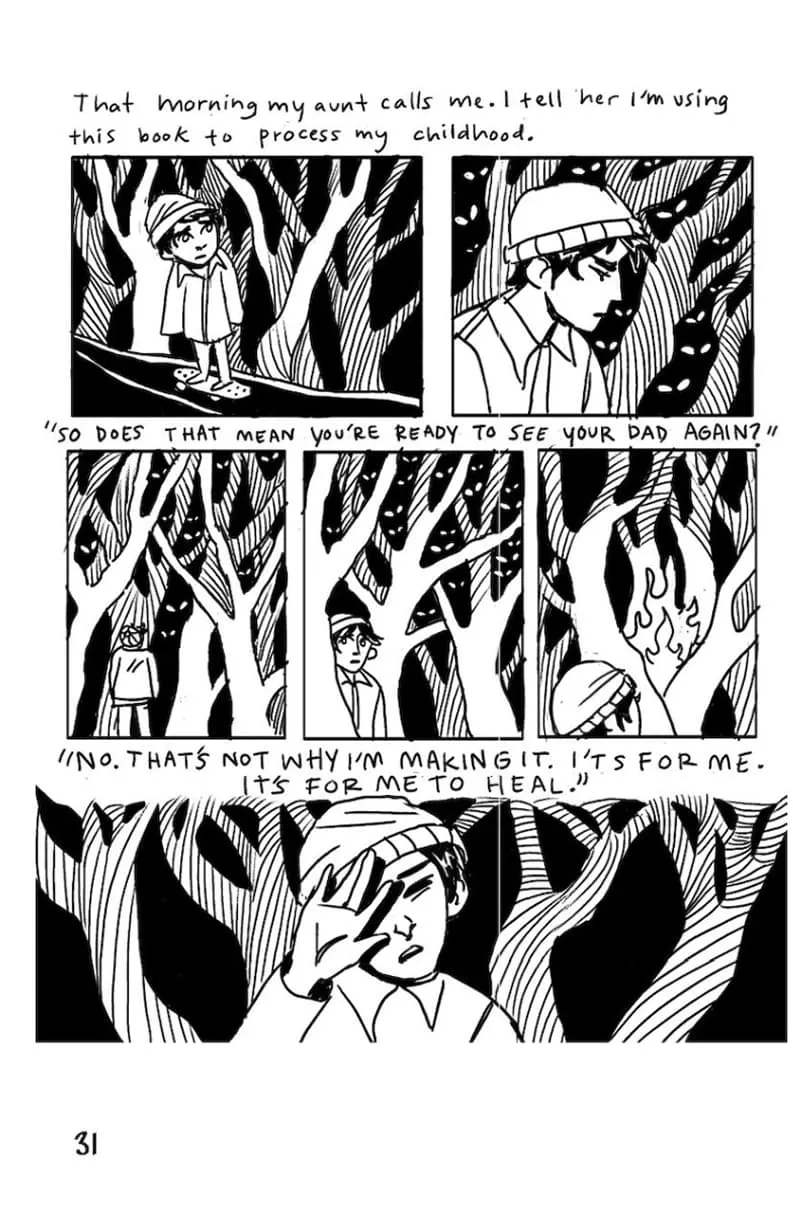 That morning my aunt calls me. I tell her I'm using
this book to process my childhood.
"SO DOES THAT MEAN YOU'RE READY TO SEE YOUR DAD AGAIN?"
"NO. THAT'S NOT WHY I'M MAKING IT. I'TS FOR ME.
IT'S FOR ME TO HEAL."
31